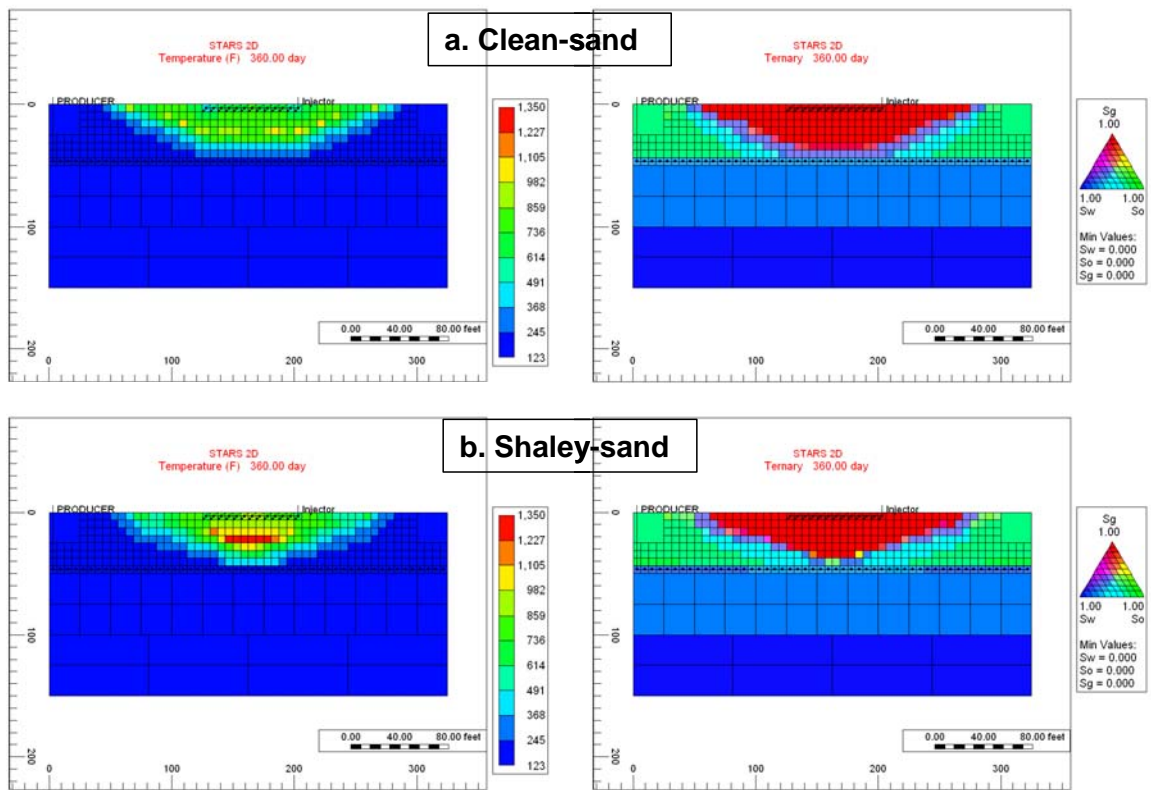 a. Clean-sand
STARS 2D
Temperature (F) 360.00 day
PRODUCER
Injector
0
100
200
0
100
200
300
0.00 40.00 80.00 feet
1,350
1,227
1,105
982
859
736
614
491
368
245
123
STARS 2D
Ternary 360.00 day
PRODUCER
Injector
0
100
200
0
100
200
300
0.00 40.00 80.00 feet
Sg
1.00
1.00 1.00
Sw So
Min Values:
Sw = 0.000
So = 0.000
Sg = 0.000
b. Shaley-sand
STARS 2D
Temperature (F) 360.00 day
PRODUCER
Injector
0
100
200
0
100
200
300
0.00 40.00 80.00 feet
1,350
1,227
1,105
982
859
736
614
491
368
245
123
STARS 2D
Ternary 360.00 day
PRODUCER
Injector
0
100
200
0
100
200
300
0.00 40.00 80.00 feet
Sg
1.00
1.00 1.00
Sw So
Min Values:
Sw = 0.000
So = 0.000
Sg = 0.000